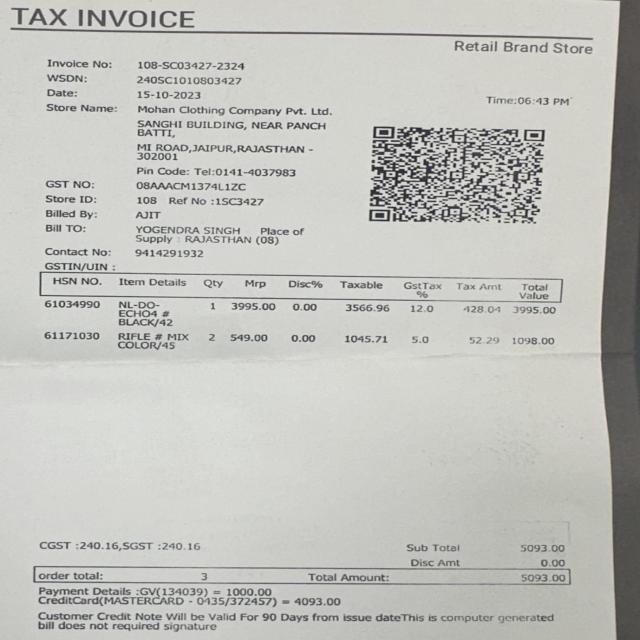 TAX INVOICE
Retail Brand Store
Invoice No: 108-SC03427-2324
WSDN: 240SC1010803427
Date: 15-10-2023
Time:06:43 PM
Store Name: Mohan Clothing Company Pvt. Ltd.
SANGHI BUILDING, NEAR PANCH
BATTI,
MI ROAD,JAIPUR,RAJASTHAN -
302001
Pin Code: Tel:0141-4037983
GST NO: 08AAACM1374L1ZC
Store ID: 108 Ref No :1SC3427
Billed By: AJIT
Bill TO: YOGENDRA SINGH Place of
Supply : RAJASTHAN (08)
Contact No: 9414291932
GSTIN/UIN :
HSN NO. Item Details Qty Mrp Disc% Taxable GstTax Tax Amt Total
% Value
61034990 NL-DO- 1 3995.00 0.00 3566.96 12.0 428.04 3995.00
ECHO4 #
BLACK/42
61171030 RIFLE # MIX 2 549.00 0.00 1045.71 5.0 52.29 1098.00
COLOR/45
CGST :240.16,SGST :240.16 Sub Total 5093.00
Disc Amt 0.00
order total: 3 Total Amount: 5093.00
Payment Details :GV(134039) = 1000.00
CreditCard(MASTERCARD - 0435/372457) = 4093.00
Customer Credit Note Will be Valid For 90 Days from issue dateThis is computer generated
bill does not required signature